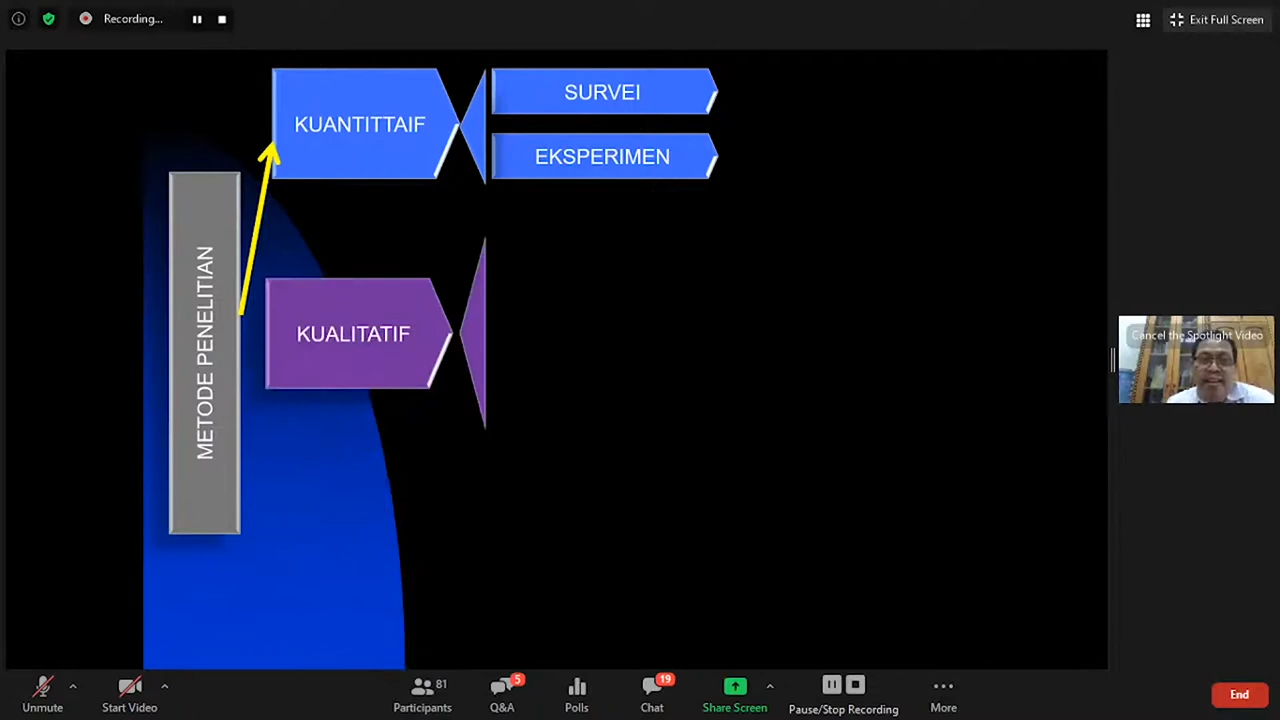 Recording...
Exit Full Screen
SURVEI
KUANTITTAIF
EKSPERIMEN
METODE PENELITIAN
KUALITATIF
Cancel the Spotlight Video
Unmute
Start Video
81
Participants
5
Q&A
Polls
19
Chat
Share Screen
Pause/Stop Recording
More
End